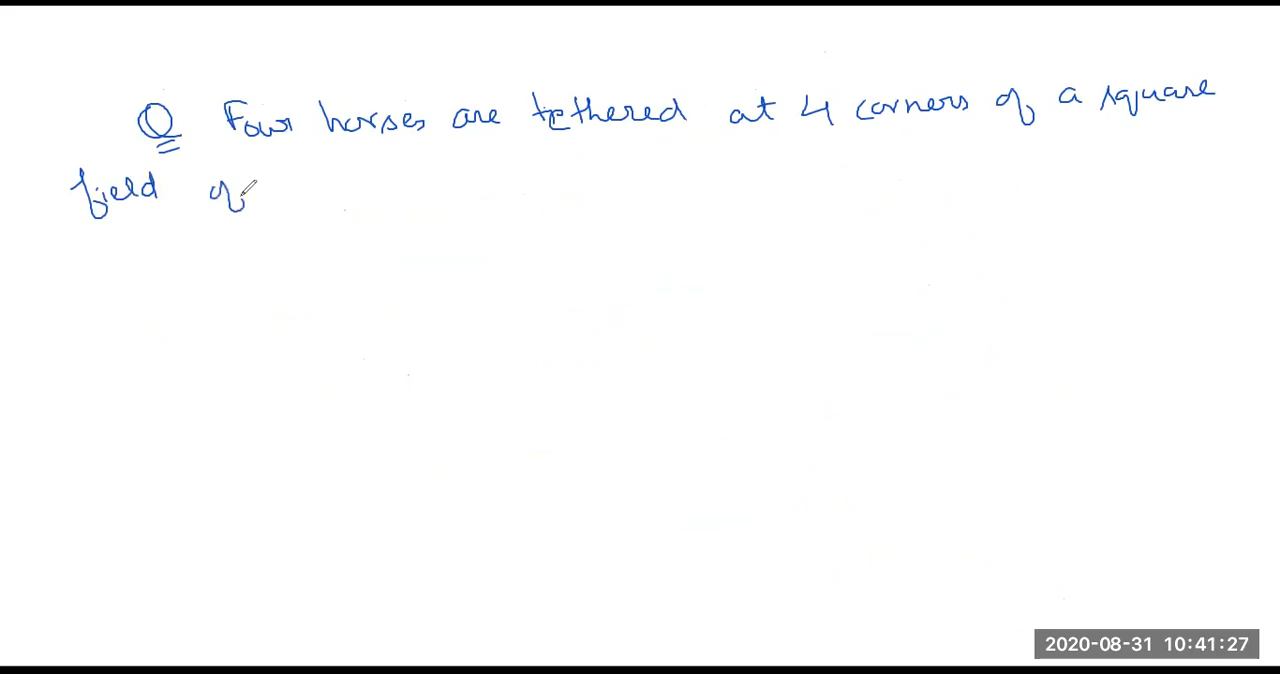 Q Four horses are tethered at 4 corners of a square
field of
2020-08-31 10:41:27